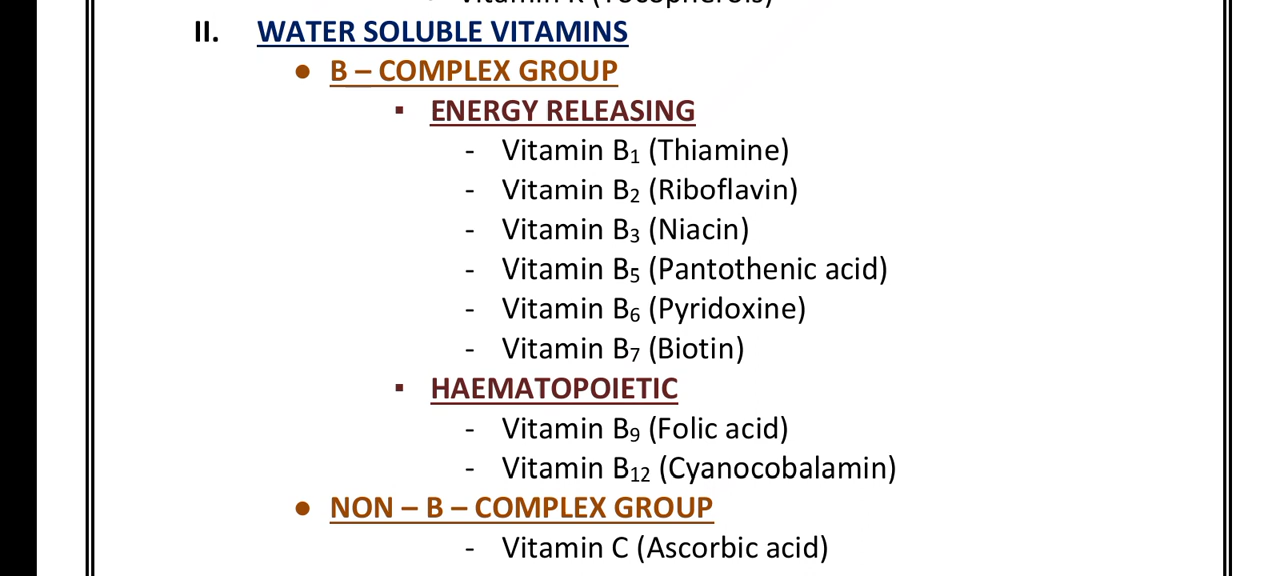 Vitamin K (Tocopherols)
II. WATER SOLUBLE VITAMINS
● B – COMPLEX GROUP
▪ ENERGY RELEASING
- Vitamin B₁ (Thiamine)
- Vitamin B₂ (Riboflavin)
- Vitamin B₃ (Niacin)
- Vitamin B₅ (Pantothenic acid)
- Vitamin B₆ (Pyridoxine)
- Vitamin B₇ (Biotin)
▪ HAEMATOPOIETIC
- Vitamin B₉ (Folic acid)
- Vitamin B₁₂ (Cyanocobalamin)
● NON – B – COMPLEX GROUP
- Vitamin C (Ascorbic acid)